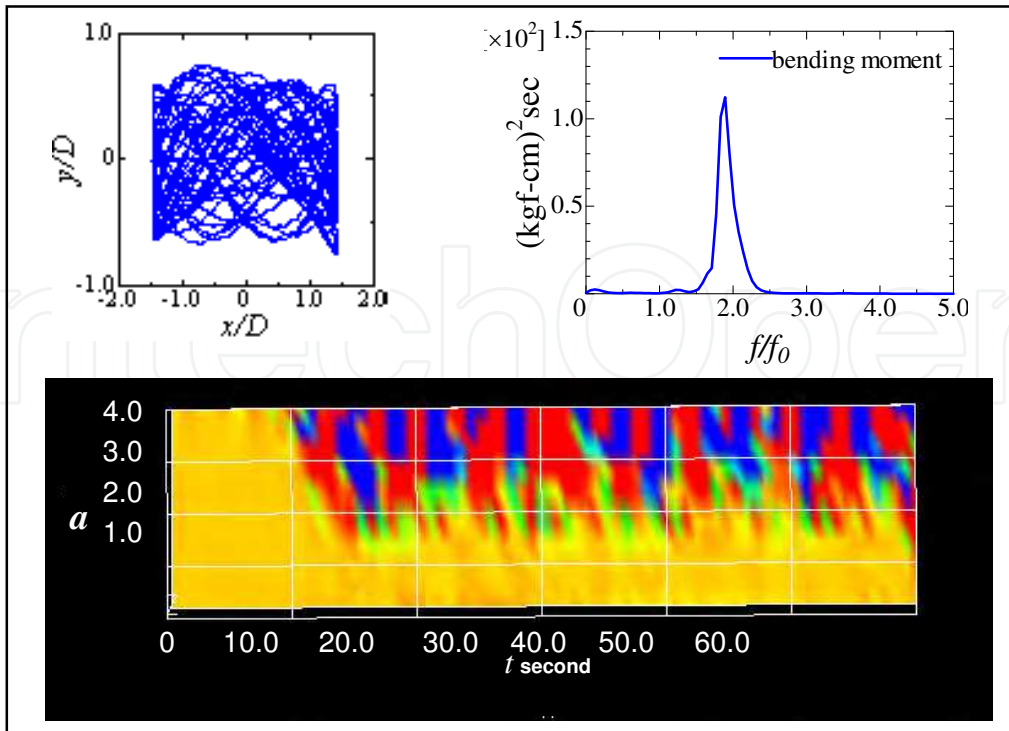 1.0
0
-1.0
y/D
-2.0 -1.0 0 1.0 2.0
x/D
[×10²]
1.5
1.0
0.5
(kgf-cm)²sec
bending moment
0 1.0 2.0 3.0 4.0 5.0
f/f₀
4.0
3.0
2.0
1.0
a
0 10.0 20.0 30.0 40.0 50.0 60.0
t second